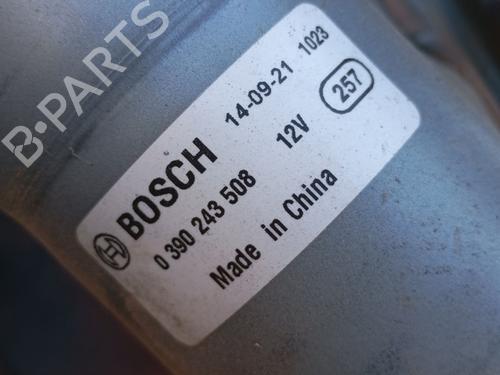 B-PARTS
BOSCH 14-09-21 1023
0 390 243 508 12V 257
Made in China